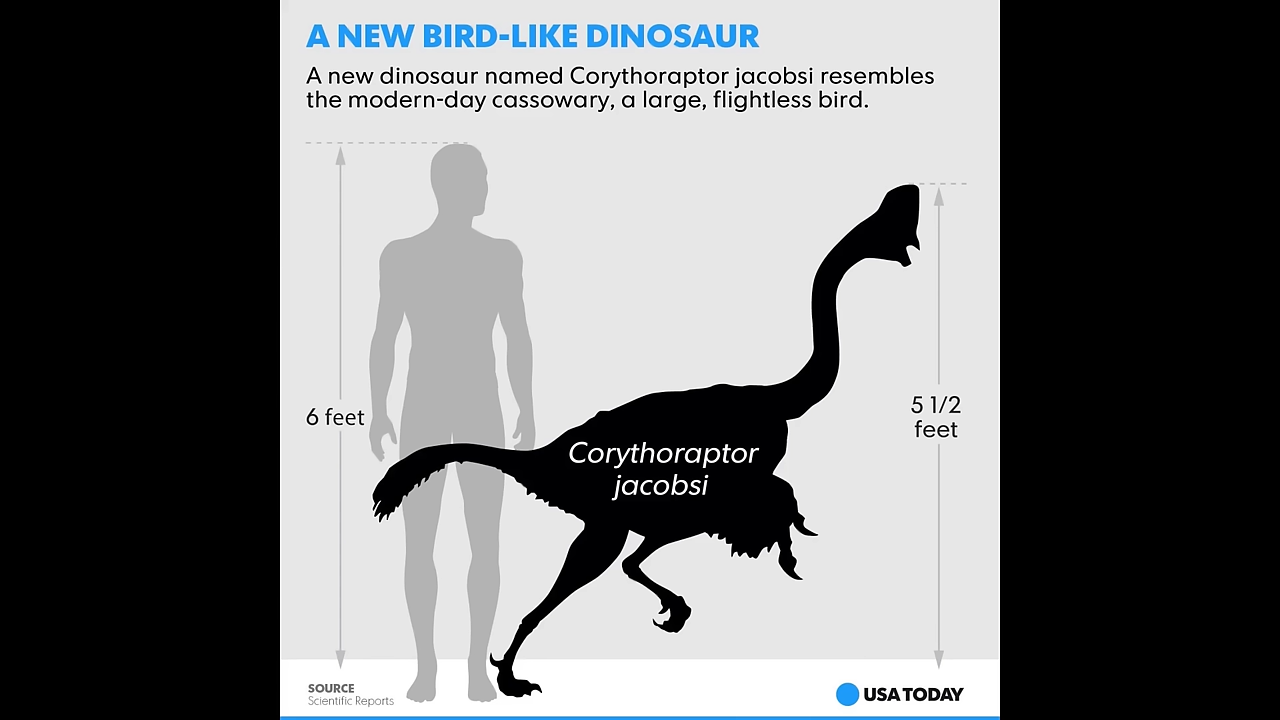 A NEW BIRD-LIKE DINOSAUR
A new dinosaur named Corythoraptor jacobsi resembles
the modern-day cassowary, a large, flightless bird.
6 feet
5 1/2
feet
Corythoraptor
jacobsi
SOURCE
Scientific Reports
USA TODAY